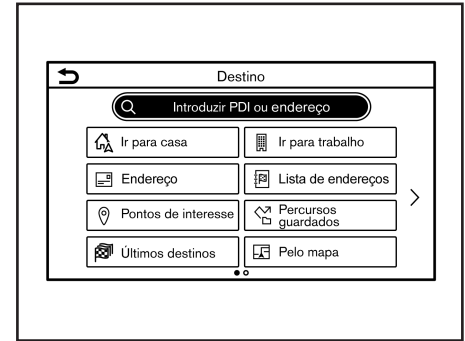 Destino
Introduzir PDI ou endereço
Ir para casa
Ir para trabalho
Endereço
Lista de endereços
Pontos de interesse
Percursos
guardados
Últimos destinos
Pelo mapa